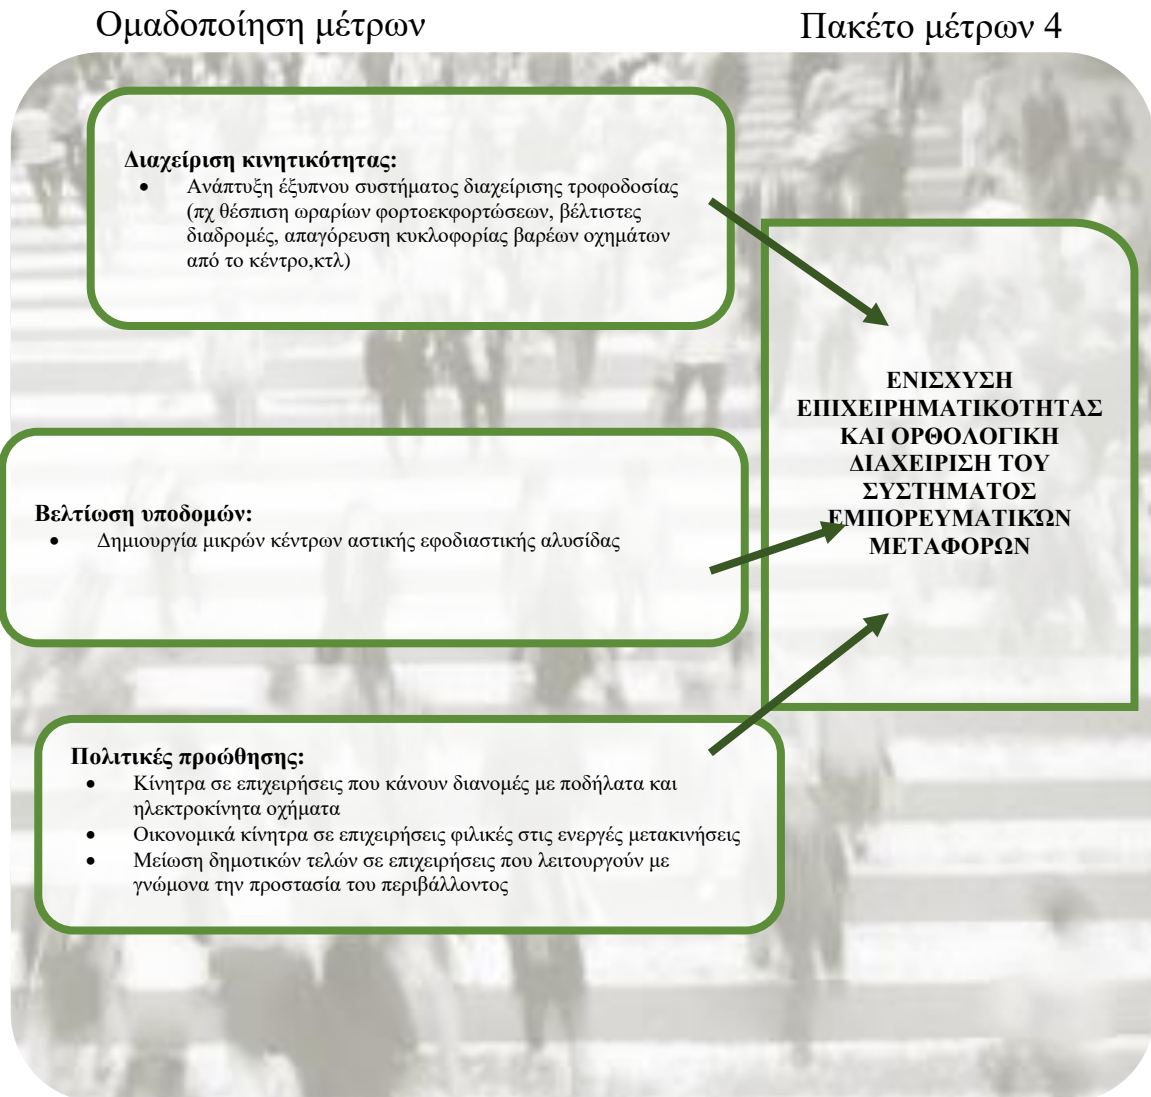 Ομαδοποίηση μέτρων
Πακέτο μέτρων 4
Διαχείριση κινητικότητας:
• Ανάπτυξη έξυπνου συστήματος διαχείρισης τροφοδοσίας
(πχ θέσπιση ωραρίων φορτοεκφορτώσεων, βέλτιστες
διαδρομές, απαγόρευση κυκλοφορίας βαρέων οχημάτων
από το κέντρο,κτλ)
Βελτίωση υποδομών:
• Δημιουργία μικρών κέντρων αστικής εφοδιαστικής αλυσίδας
Πολιτικές προώθησης:
• Κίνητρα σε επιχειρήσεις που κάνουν διανομές με ποδήλατα και
ηλεκτροκίνητα οχήματα
• Οικονομικά κίνητρα σε επιχειρήσεις φιλικές στις ενεργές μετακινήσεις
• Μείωση δημοτικών τελών σε επιχειρήσεις που λειτουργούν με
γνώμονα την προστασία του περιβάλλοντος
ΕΝΙΣΧΥΣΗ
ΕΠΙΧΕΙΡΗΜΑΤΙΚΟΤΗΤΑΣ
ΚΑΙ ΟΡΘΟΛΟΓΙΚΗ
ΔΙΑΧΕΙΡΙΣΗ ΤΟΥ
ΣΥΣΤΗΜΑΤΟΣ
ΕΜΠΟΡΕΥΜΑΤΙΚΏΝ
ΜΕΤΑΦΟΡΩΝ